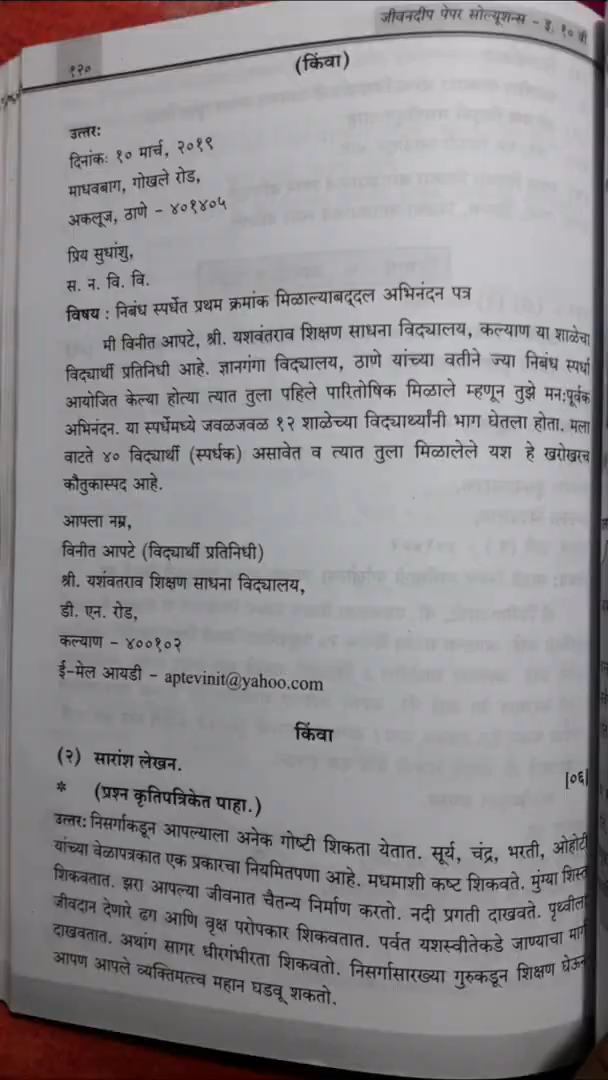 जीवनदीप पेपर सोल्यूशन्स - इ. १० वी
१२०
(किंवा)
उत्तर:
दिनांक: १० मार्च, २०१९
माधवबाग, गोखले रोड,
अकलूज, ठाणे - ४०१४०५
प्रिय सुधांशु,
स. न. वि. वि.
विषय : निबंध स्पर्धेत प्रथम क्रमांक मिळाल्याबद्दल अभिनंदन पत्र
मी विनीत आपटे, श्री. यशवंतराव शिक्षण साधना विद्यालय, कल्याण या शाळेचा
विद्यार्थी प्रतिनिधी आहे. ज्ञानगंगा विद्यालय, ठाणे यांच्या वतीने ज्या निबंध स्पर्धा
आयोजित केल्या होत्या त्यात तुला पहिले पारितोषिक मिळाले म्हणून तुझे मन:पूर्वक
अभिनंदन. या स्पर्धेमध्ये जवळजवळ १२ शाळेच्या विद्यार्थ्यांनी भाग घेतला होता. मला
वाटते ४० विद्यार्थी (स्पर्धक) असावेत व त्यात तुला मिळालेले यश हे खरोखरच
कौतुकास्पद आहे.
आपला नम्र,
विनीत आपटे (विद्यार्थी प्रतिनिधी)
श्री. यशवंतराव शिक्षण साधना विद्यालय,
डी. एन. रोड,
कल्याण - ४००१०२
ई-मेल आयडी - aptevinit@yahoo.com
किंवा
(२) सारांश लेखन.
[०६]
* (प्रश्न कृतिपत्रिकेत पाहा.)
उत्तर: निसर्गाकडून आपल्याला अनेक गोष्टी शिकता येतात. सूर्य, चंद्र, भरती, ओहोटी
यांच्या वेळापत्रकात एक प्रकारचा नियमितपणा आहे. मधमाशी कष्ट शिकवते. मुंग्या शिस्त
शिकवतात. झरा आपल्या जीवनात चैतन्य निर्माण करतो. नदी प्रगती दाखवते. पृथ्वीला
जीवदान देणारे ढग आणि वृक्ष परोपकार शिकवतात. पर्वत यशस्वीतेकडे जाण्याचा मार्ग
दाखवतात. अथांग सागर धीरगंभीरता शिकवतो. निसर्गासारख्या गुरुकडून शिक्षण घेऊन
आपण आपले व्यक्तिमत्त्व महान घडवू शकतो.